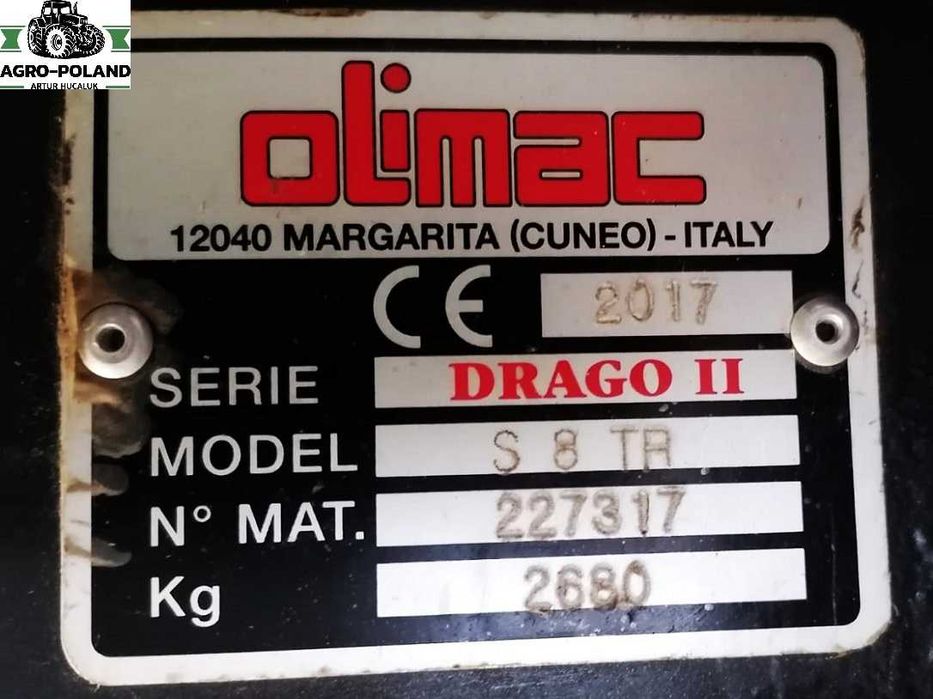 AGRO-POLAND
ARTUR HUCALUK
olimac
12040 MARGARITA (CUNEO) - ITALY
CE 2017
SERIE DRAGO II
MODEL S 8 TR
N° MAT. 227317
Kg 2680